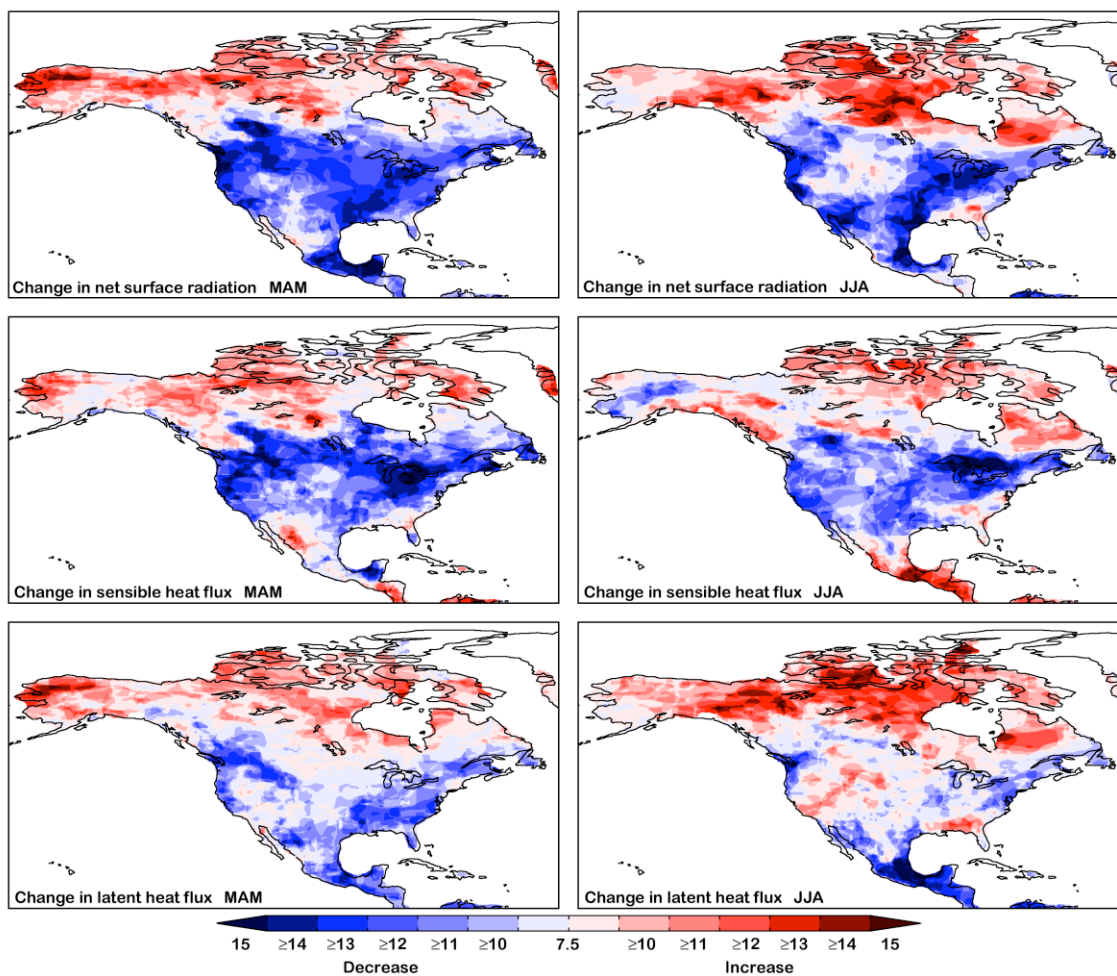 Change in net surface radiation MAM
Change in net surface radiation JJA
Change in sensible heat flux MAM
Change in sensible heat flux JJA
Change in latent heat flux MAM
Change in latent heat flux JJA
15 ≥14 ≥13 ≥12 ≥11 ≥10 7.5 ≥10 ≥11 ≥12 ≥13 ≥14 15
Decrease Increase